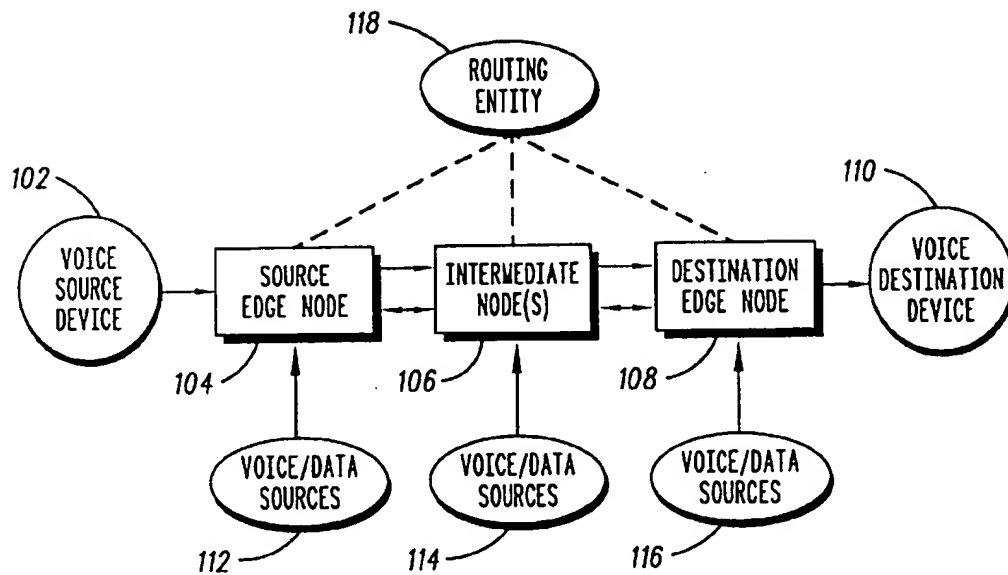 118
ROUTING
ENTITY
102
110
VOICE
SOURCE
DEVICE
SOURCE
EDGE NODE
INTERMEDIATE
NODE(S)
DESTINATION
EDGE NODE
VOICE
DESTINATION
DEVICE
104
106
108
VOICE/DATA
SOURCES
VOICE/DATA
SOURCES
VOICE/DATA
SOURCES
112
114
116